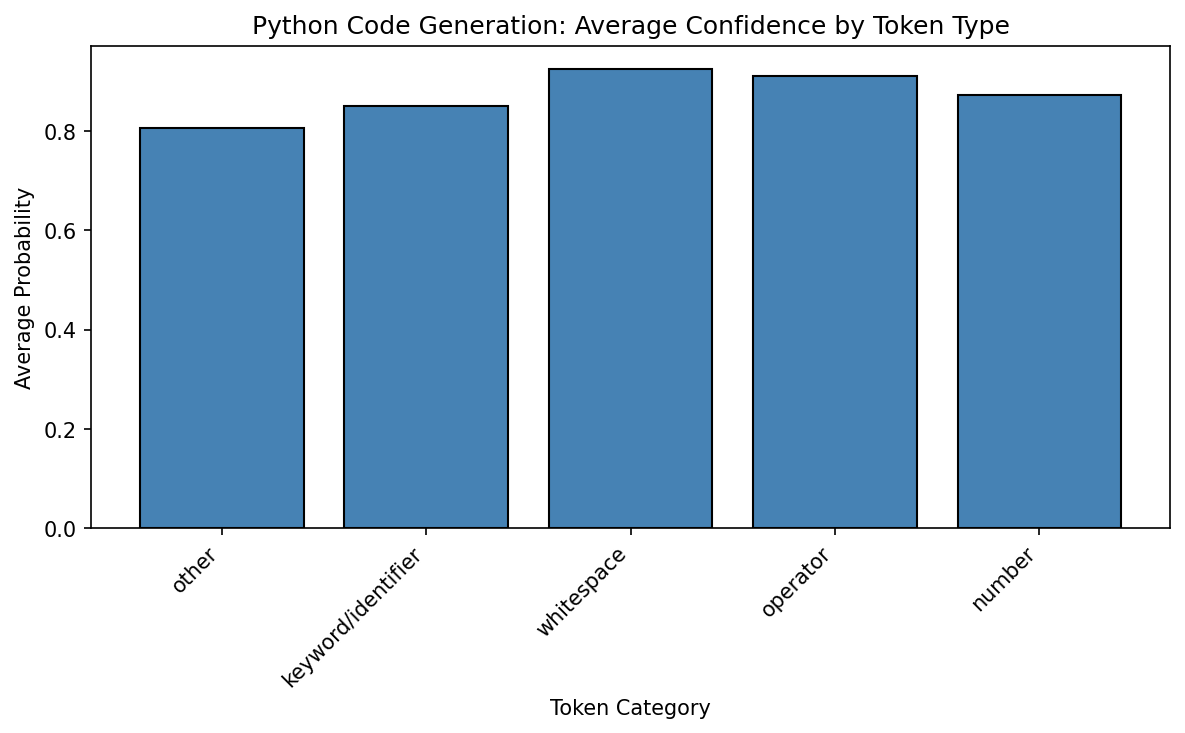 Python Code Generation: Average Confidence by Token Type
Average Probability
0.8
0.6
0.4
0.2
0.0
other
keyword/identifier
whitespace
operator
number
Token Category